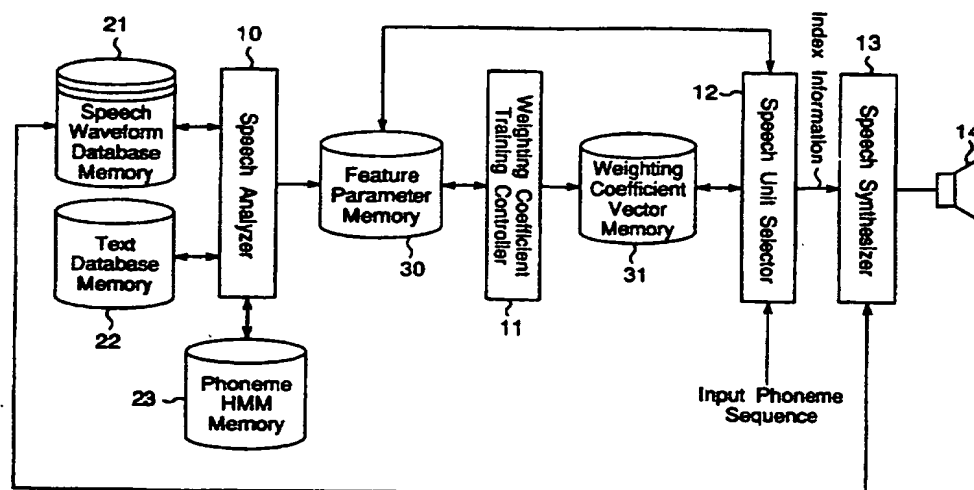 21
Speech
Waveform
Database
Memory
10
Speech Analyzer
Text
Database
Memory
22
23
Phoneme
HMM
Memory
Feature
Parameter
Memory
30
Weighting Coefficient
Training Controller
11
Weighting
Coefficient
Vector
Memory
31
12
Speech Unit Selector
Input Phoneme
Sequence
Index Information
13
Speech Synthesizer
14